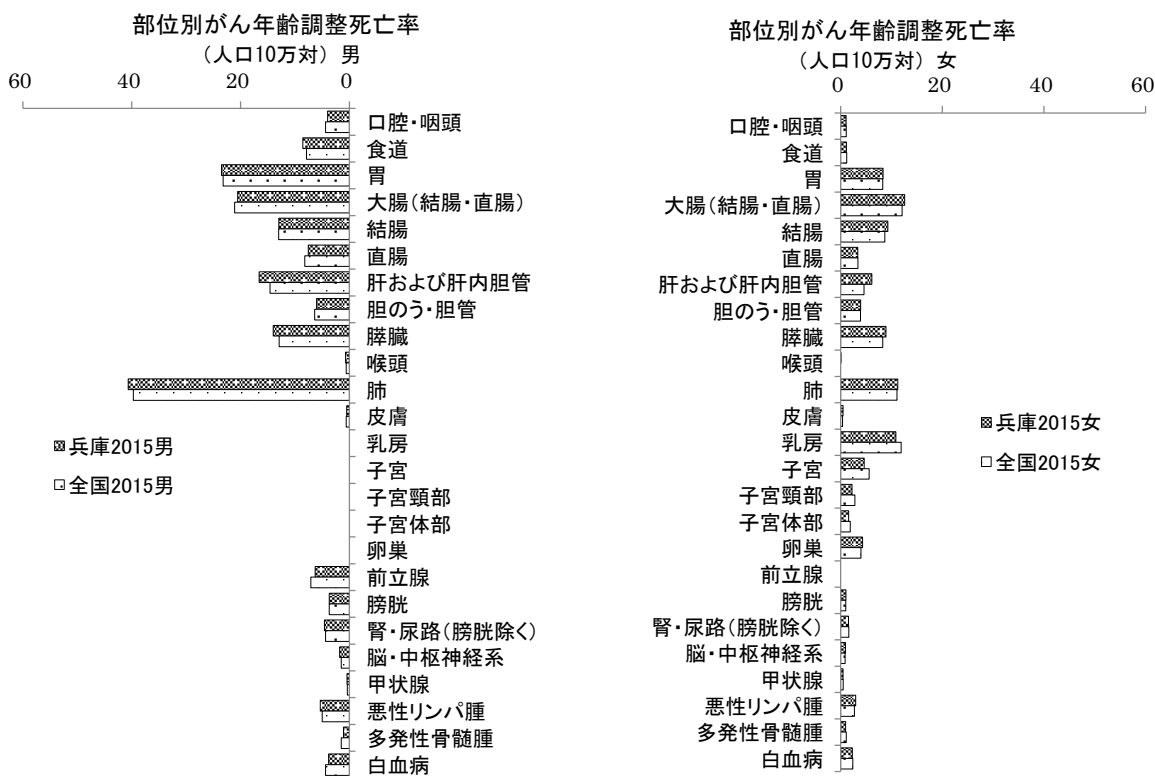 部位別がん年齢調整死亡率
（人口10万対） 男
60 40 20 0
口腔・咽頭
食道
胃
大腸（結腸・直腸）
結腸
直腸
肝および肝内胆管
胆のう・胆管
膵臓
喉頭
肺
皮膚
乳房
子宮
子宮頸部
子宮体部
卵巣
前立腺
膀胱
腎・尿路（膀胱除く）
脳・中枢神経系
甲状腺
悪性リンパ腫
多発性骨髄腫
白血病
兵庫2015男
全国2015男
部位別がん年齢調整死亡率
（人口10万対） 女
0 20 40 60
口腔・咽頭
食道
胃
大腸（結腸・直腸）
結腸
直腸
肝および肝内胆管
胆のう・胆管
膵臓
喉頭
肺
皮膚
乳房
子宮
子宮頸部
子宮体部
卵巣
前立腺
膀胱
腎・尿路（膀胱除く）
脳・中枢神経系
甲状腺
悪性リンパ腫
多発性骨髄腫
白血病
兵庫2015女
全国2015女